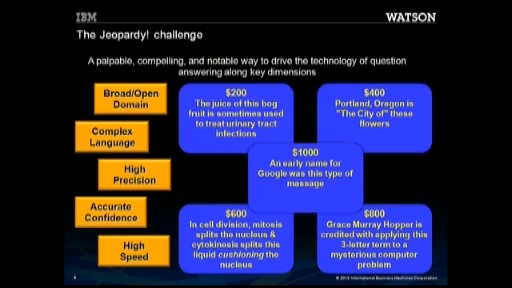 IBM
WATSON
The Jeopardy! challenge
A palpable, compelling, and notable way to drive the technology of question
answering along key dimensions
Broad/Open
Domain
Complex
Language
High
Precision
Accurate
Confidence
High
Speed
$200
The juice of this bog
fruit is sometimes used
to treat urinary tract
infections
$400
Portland, Oregon is
"The City of" these
flowers
$1000
An early name for
Google was this type of
massage
$600
In cell division, mitosis
splits the nucleus &
cytokinesis splits this
liquid cushioning the
nucleus
$800
Grace Murray Hopper is
credited with applying this
3-letter term to a
mysterious computer
problem
International Business Machines Corporation